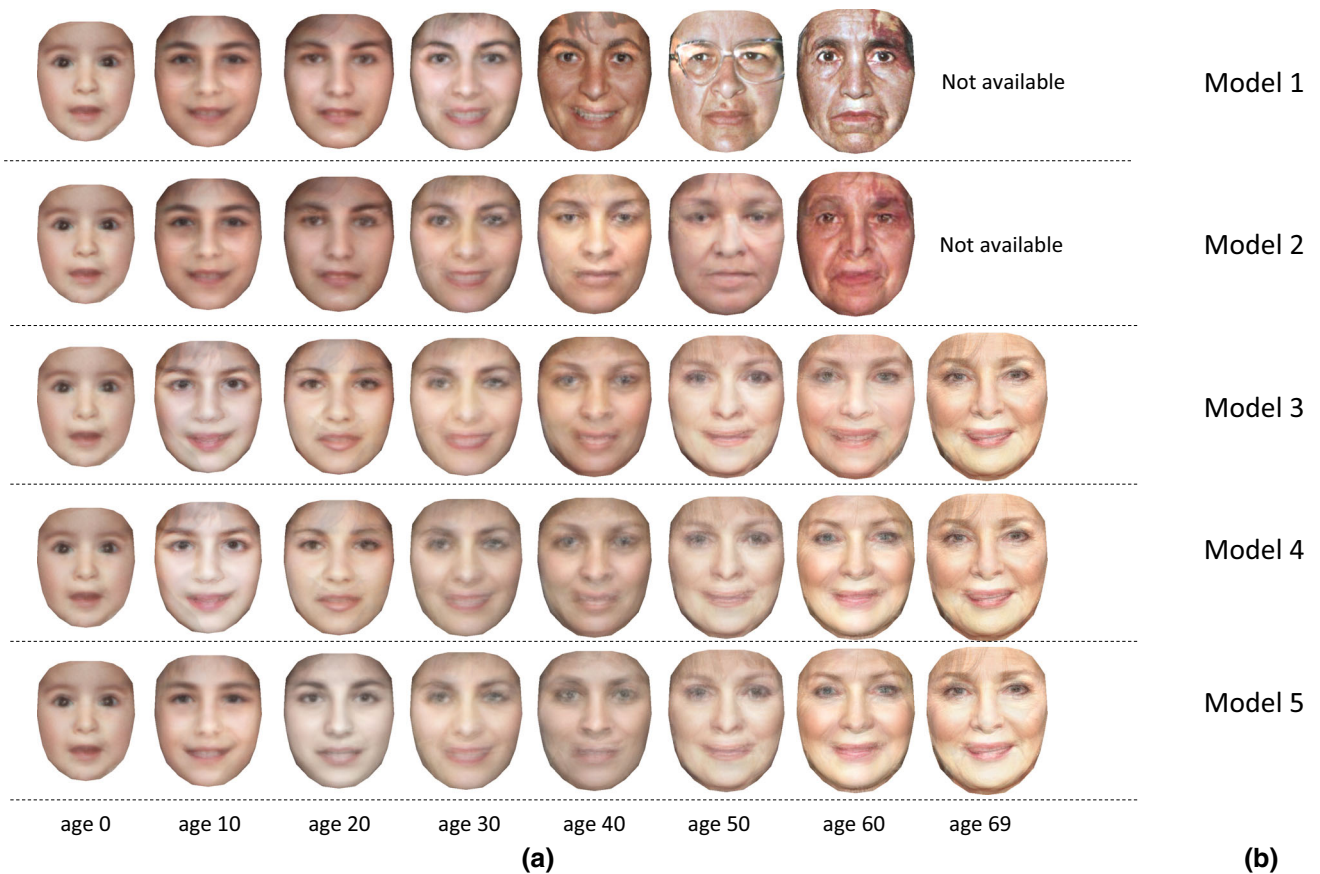 Not available
Model 1
Not available
Model 2
Model 3
Model 4
Model 5
age 0 age 10 age 20 age 30 age 40 age 50 age 60 age 69
(a) (b)